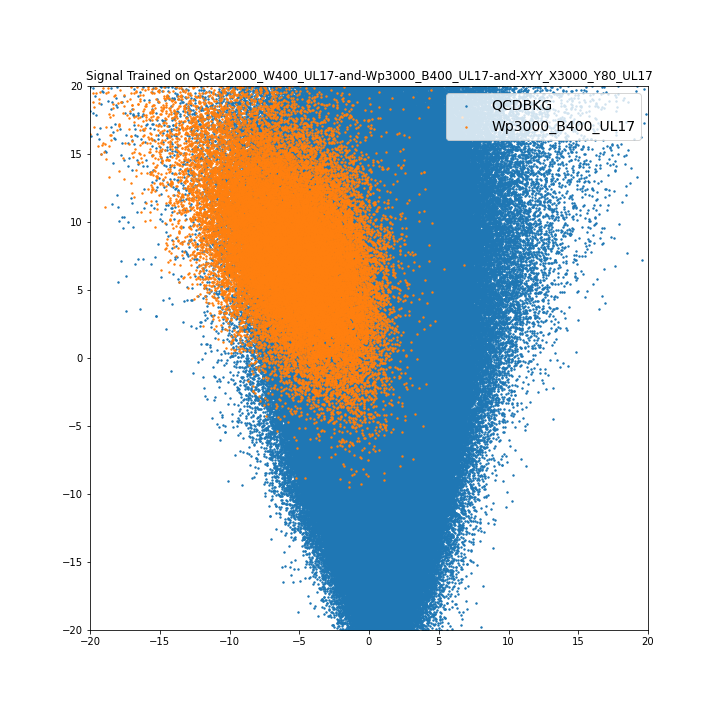 Signal Trained on Qstar2000_W400_UL17-and-Wp3000_B400_UL17-and-XYY_X3000_Y80_UL17
QCDBKG
Wp3000_B400_UL17
20
15
10
5
0
−5
−10
−15
−20
−20 −15 −10 −5 0 5 10 15 20